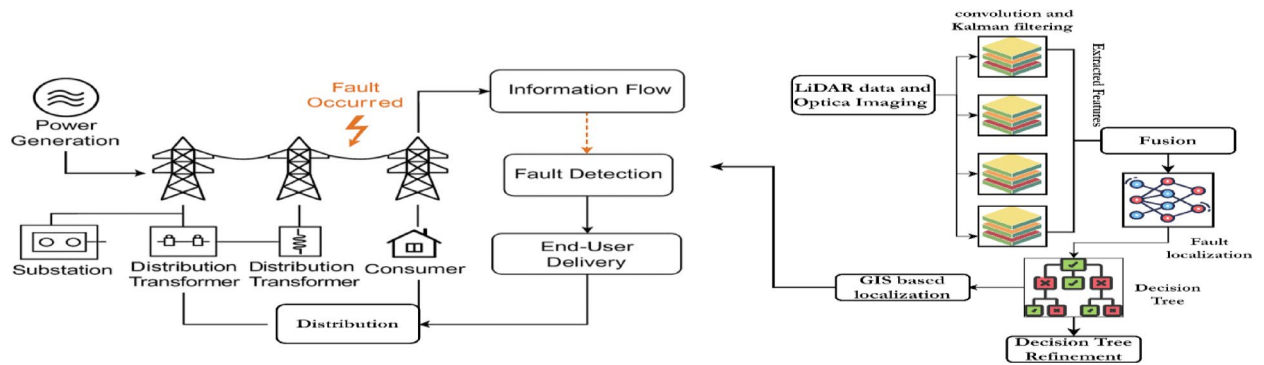 Fault
Occurred
Power
Generation
Substation
Distribution
Transformer
Distribution
Transformer
Consumer
Information Flow
Fault Detection
End-User
Delivery
Distribution
convolution and
Kalman filtering
LiDAR data and
Optica Imaging
Extracted Features
Fusion
Fault
localization
Decision
Tree
GIS based
localization
Decision Tree
Refinement